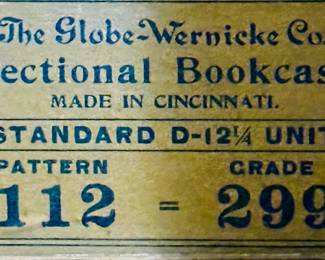 The Globe-Wernicke Co.
ectional Bookcas
MADE IN CINCINNATI.
STANDARD D-12¼ UNIT
PATTERN GRADE
112 = 299